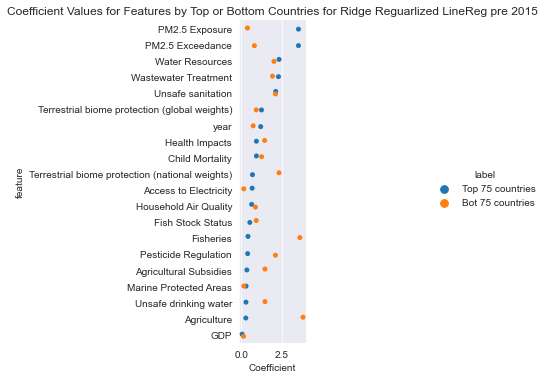 Coefficient Values for Features by Top or Bottom Countries for Ridge Reguarlized LineReg pre 2015
PM2.5 Exposure
PM2.5 Exceedance
Water Resources
Wastewater Treatment
Unsafe sanitation
Terrestrial biome protection (global weights)
year
Health Impacts
Child Mortality
Terrestrial biome protection (national weights)
Access to Electricity
Household Air Quality
Fish Stock Status
Fisheries
Pesticide Regulation
Agricultural Subsidies
Marine Protected Areas
Unsafe drinking water
Agriculture
GDP
feature
0.0 2.5
Coefficient
label
Top 75 countries
Bot 75 countries